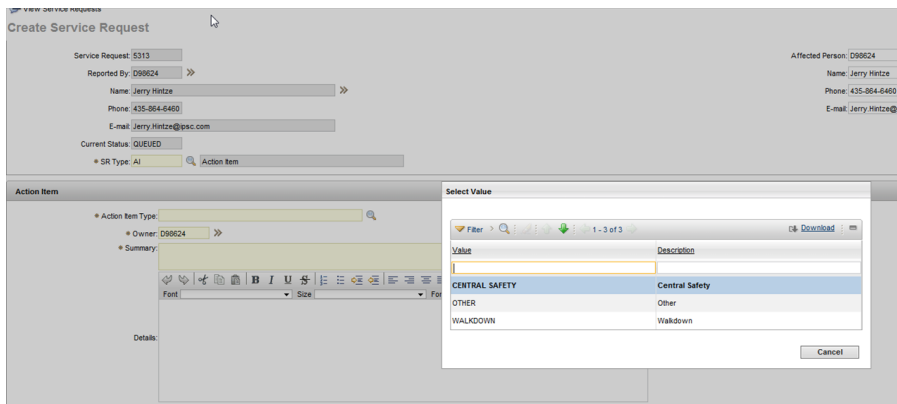 View Service Requests
Create Service Request
Service Request: 5313
Affected Person: D98624
Reported By: D98624
Name: Jerry Hintze
Name: Jerry Hintze
Phone: 435-864-6460
Phone: 435-864-6460
E-mail: Jerry.Hintze@
E-mail: Jerry.Hintze@ipsc.com
Current Status: QUEUED
* SR Type: AI Action Item
Action Item
Select Value
* Action Item Type:
* Owner: D98624
Filter > 1 - 3 of 3 Download
* Summary:
Value Description
B I U S
CENTRAL SAFETY Central Safety
Font Size For
OTHER Other
WALKDOWN Walkdown
Details:
Cancel